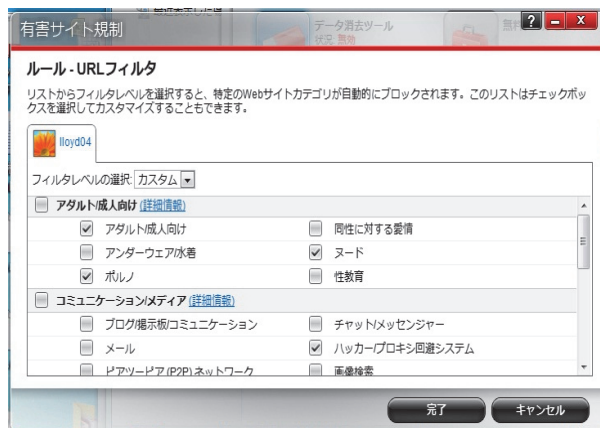 最近表示した場
有害サイト規制
データ消去ツール
状況 無効
無料
?
ルール - URLフィルタ
リストからフィルタレベルを選択すると、特定のWebサイトカテゴリが自動的にブロックされます。このリストはチェックボッ
クスを選択してカスタマイズすることもできます。
lloyd04
フィルタレベルの選択: カスタム
アダルト/成人向け (詳細情報)
アダルト/成人向け 同性に対する愛情
アンダーウェア/水着 ヌード
ポルノ 性教育
コミュニケーション/メディア (詳細情報)
ブログ/掲示板/コミュニケーション チャット/メッセンジャー
メール ハッカー/プロキシ回避システム
ピアツーピア (P2P) ネットワーク 画像検索
完了 キャンセル